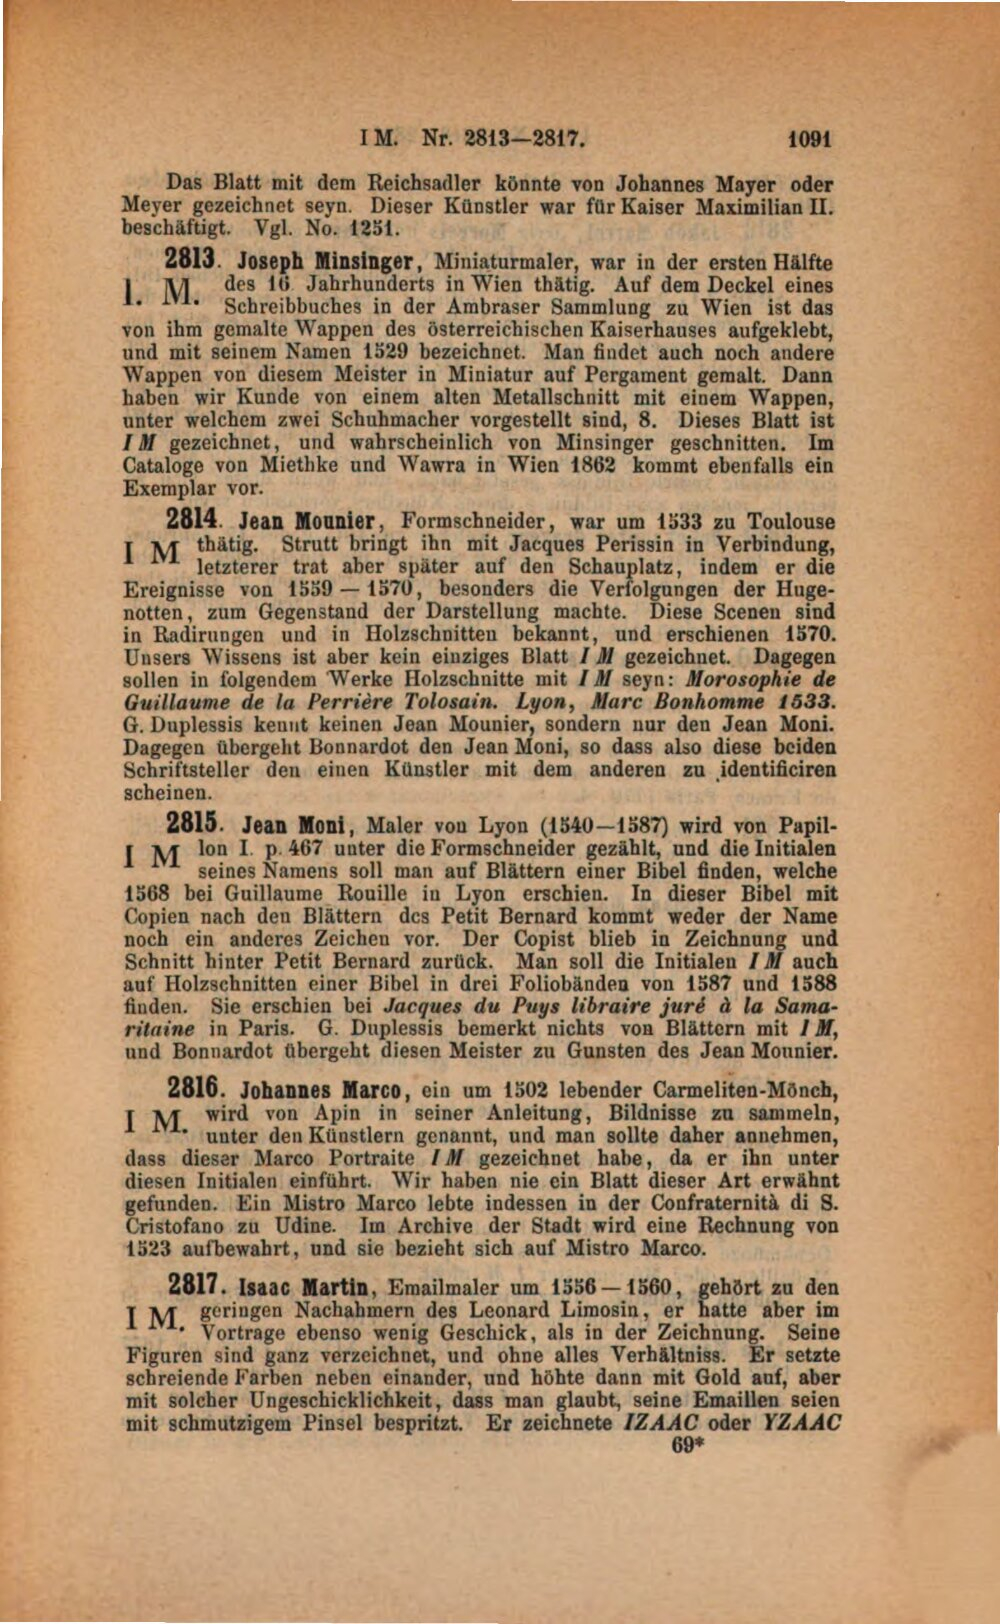 I M. Nr. 2813—2817. 1091
Das Blatt mit dem Reichsadler könnte von Johannes Mayer oder
Meyer gezeichnet seyn. Dieser Künstler war für Kaiser Maximilian II.
beschäftigt. Vgl. No. 1251.
2813. Joseph Minsinger, Miniaturmaler, war in der ersten Hälfte
I. M. des 16. Jahrhunderts in Wien thätig. Auf dem Deckel eines
Schreibbuches in der Ambraser Sammlung zu Wien ist das
von ihm gemalte Wappen des österreichischen Kaiserhauses aufgeklebt,
und mit seinem Namen 1529 bezeichnet. Man findet auch noch andere
Wappen von diesem Meister in Miniatur auf Pergament gemalt. Dann
haben wir Kunde von einem alten Metallschnitt mit einem Wappen,
unter welchem zwei Schuhmacher vorgestellt sind, 8. Dieses Blatt ist
I M gezeichnet, und wahrscheinlich von Minsinger geschnitten. Im
Cataloge von Miethke und Wawra in Wien 1862 kommt ebenfalls ein
Exemplar vor.
2814. Jean Mounier, Formschneider, war um 1533 zu Toulouse
I M thätig. Strutt bringt ihn mit Jacques Perissin in Verbindung,
letzterer trat aber später auf den Schauplatz, indem er die
Ereignisse von 1559 — 1570, besonders die Verfolgungen der Huge-
notten, zum Gegenstand der Darstellung machte. Diese Scenen sind
in Radirungen und in Holzschnitten bekannt, und erschienen 1570.
Unsers Wissens ist aber kein einziges Blatt I M gezeichnet. Dagegen
sollen in folgendem Werke Holzschnitte mit I M seyn: Morosophie de
Guillaume de la Perrière Tolosain. Lyon, Marc Bonhomme 1533.
G. Duplessis kennt keinen Jean Mounier, sondern nur den Jean Moni.
Dagegen übergeht Bonnardot den Jean Moni, so dass also diese beiden
Schriftsteller den einen Künstler mit dem anderen zu identificiren
scheinen.
2815. Jean Moni, Maler von Lyon (1540—1587) wird von Papil-
I M lon I. p. 467 unter die Formschneider gezählt, und die Initialen
seines Namens soll man auf Blättern einer Bibel finden, welche
1568 bei Guillaume Rouille in Lyon erschien. In dieser Bibel mit
Copien nach den Blättern des Petit Bernard kommt weder der Name
noch ein anderes Zeichen vor. Der Copist blieb in Zeichnung und
Schnitt hinter Petit Bernard zurück. Man soll die Initialen I M auch
auf Holzschnitten einer Bibel in drei Foliobänden von 1587 und 1588
finden. Sie erschien bei Jacques du Puys libraire juré à la Sama-
ritaine in Paris. G. Duplessis bemerkt nichts von Blättern mit I M,
und Bonnardot übergeht diesen Meister zu Gunsten des Jean Mounier.
2816. Johannes Marco, ein um 1502 lebender Carmeliten-Mönch,
I M. wird von Apin in seiner Anleitung, Bildnisse zu sammeln,
unter den Künstlern genannt, und man sollte daher annehmen,
dass dieser Marco Portraite I M gezeichnet habe, da er ihn unter
diesen Initialen einführt. Wir haben nie ein Blatt dieser Art erwähnt
gefunden. Ein Mistro Marco lebte indessen in der Confraternità di S.
Cristofano zu Udine. Im Archive der Stadt wird eine Rechnung von
1523 aufbewahrt, und sie bezieht sich auf Mistro Marco.
2817. Isaac Martin, Emailmaler um 1556 — 1560, gehört zu den
I M. geringen Nachahmern des Leonard Limosin, er hatte aber im
Vortrage ebenso wenig Geschick, als in der Zeichnung. Seine
Figuren sind ganz verzeichnet, und ohne alles Verhältniss. Er setzte
schreiende Farben neben einander, und höhte dann mit Gold auf, aber
mit solcher Ungeschicklichkeit, dass man glaubt, seine Emaillen seien
mit schmutzigem Pinsel bespritzt. Er zeichnete IZAAC oder YZAAC
69*